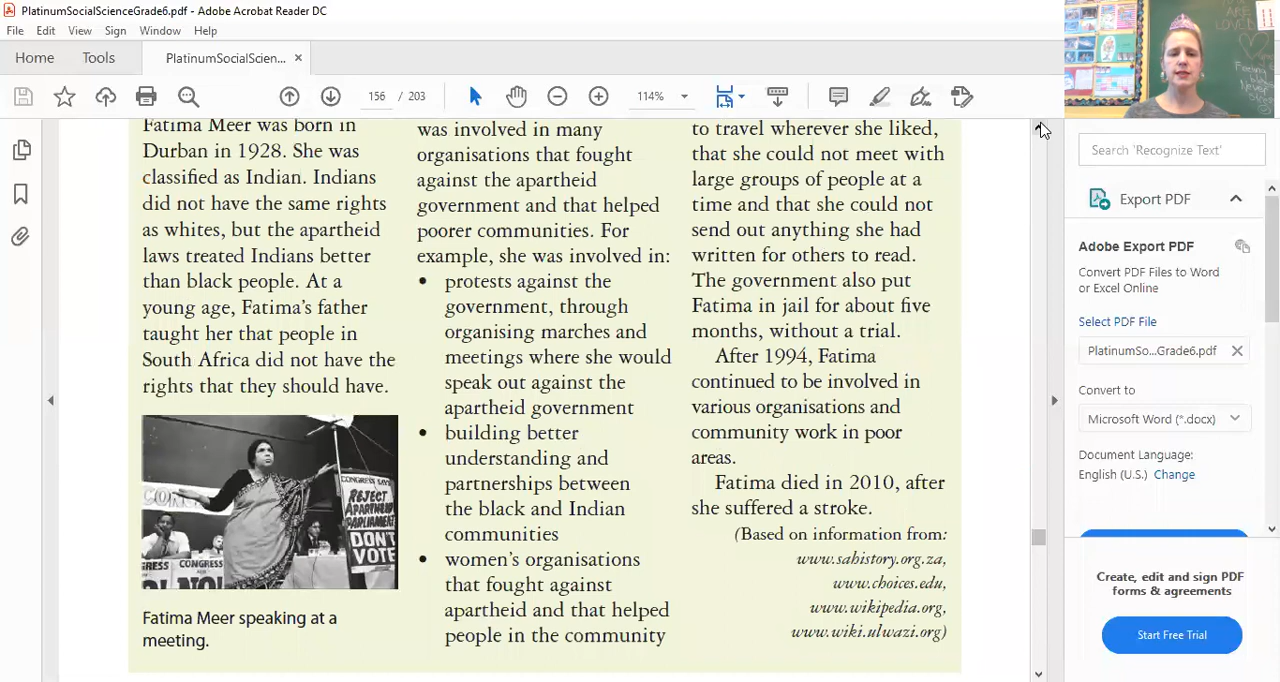 PlatinumSocialScienceGrade6.pdf - Adobe Acrobat Reader DC
File Edit View Sign Window Help
Home Tools PlatinumSocialScien... ×
156 / 203 114%
Fatima Meer was born in
Durban in 1928. She was
classified as Indian. Indians
did not have the same rights
as whites, but the apartheid
laws treated Indians better
than black people. At a
young age, Fatima's father
taught her that people in
South Africa did not have the
rights that they should have.
CONGRESS SAYS
REJECT
APARTHEID
PARLIAMENT
DON'T
VOTE
CONGRESS
NO!
Fatima Meer speaking at a
meeting.
was involved in many
organisations that fought
against the apartheid
government and that helped
poorer communities. For
example, she was involved in:
• protests against the
government, through
organising marches and
meetings where she would
speak out against the
apartheid government
• building better
understanding and
partnerships between
the black and Indian
communities
• women's organisations
that fought against
apartheid and that helped
people in the community
to travel wherever she liked,
that she could not meet with
large groups of people at a
time and that she could not
send out anything she had
written for others to read.
The government also put
Fatima in jail for about five
months, without a trial.
After 1994, Fatima
continued to be involved in
various organisations and
community work in poor
areas.
Fatima died in 2010, after
she suffered a stroke.
(Based on information from:
www.sahistory.org.za,
www.choices.edu,
www.wikipedia.org,
www.wiki.ulwazi.org)
Search 'Recognize Text'
Export PDF
Adobe Export PDF
Convert PDF Files to Word
or Excel Online
Select PDF File
PlatinumSo...Grade6.pdf
Convert to
Microsoft Word (*.docx)
Document Language:
English (U.S.) Change
Create, edit and sign PDF
forms & agreements
Start Free Trial